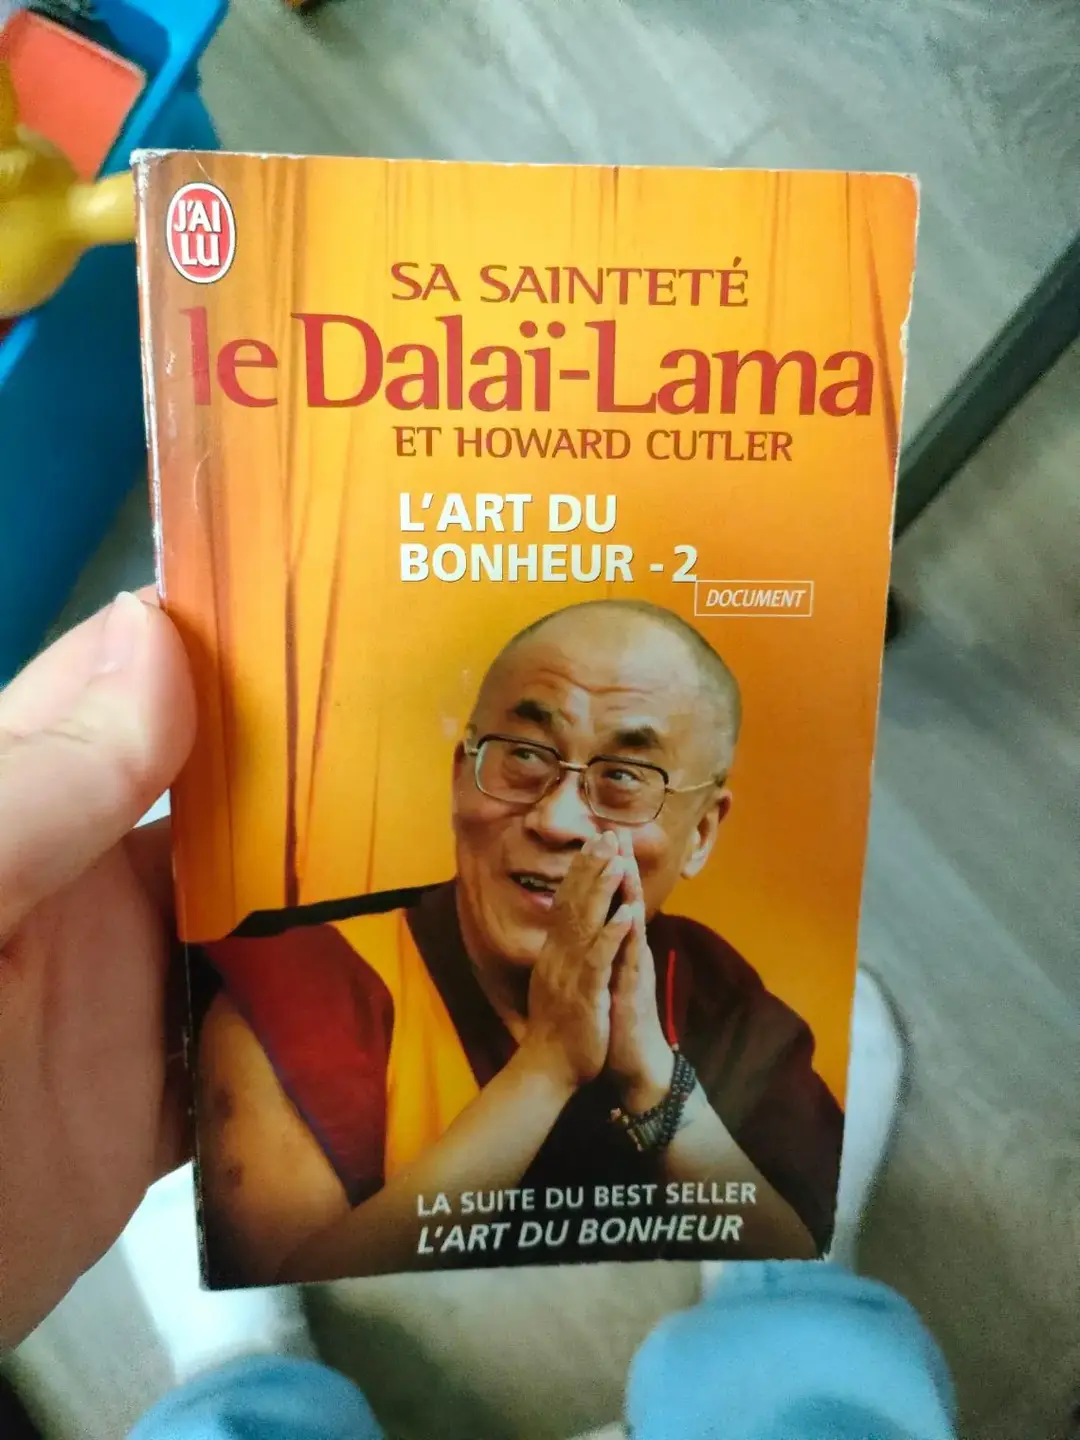 J'AI
LU
SA SAINTETÉ
le Dalaï-Lama
ET HOWARD CUTLER
L'ART DU
BONHEUR - 2
DOCUMENT
LA SUITE DU BEST SELLER
L'ART DU BONHEUR